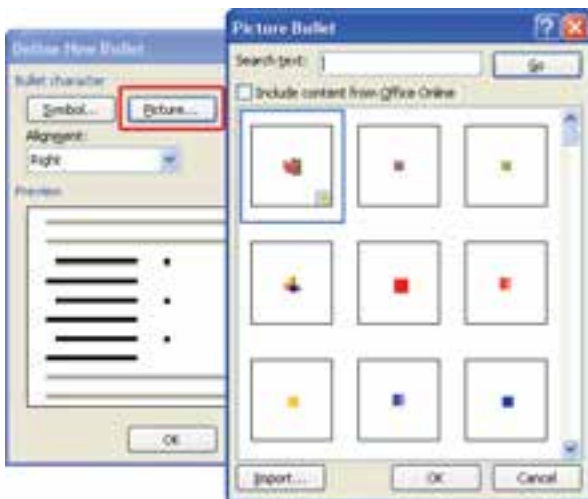 Define New Bullet
Bullet character
Symbol...
Picture...
Alignment:
Right
Preview
OK
Picture Bullet
Search text:
Go
Include content from Office Online
Import...
OK
Cancel